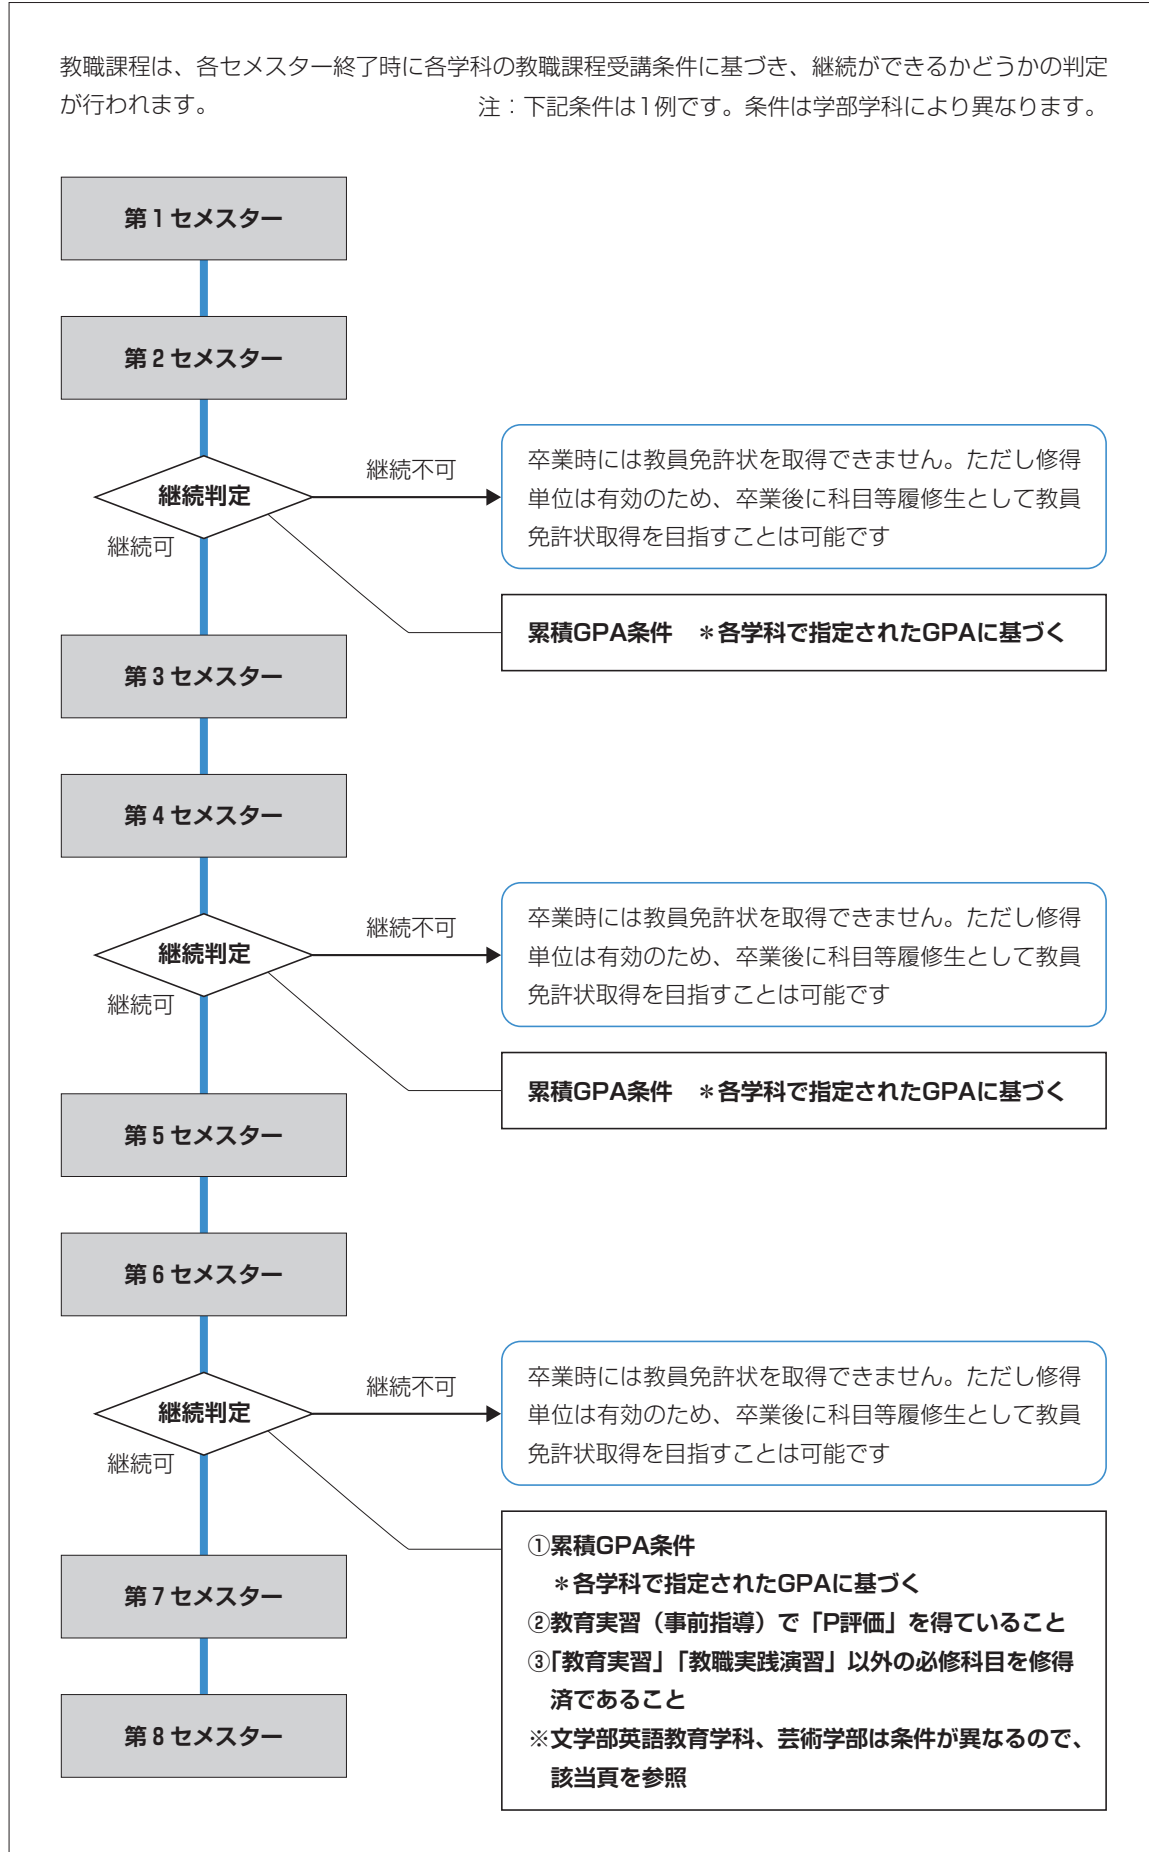 教職課程は、各セメスター終了時に各学科の教職課程受講条件に基づき、継続ができるかどうかの判定
が行われます。 注：下記条件は1例です。条件は学部学科により異なります。
第1セメスター
第2セメスター
継続判定
継続不可
継続可
卒業時には教員免許状を取得できません。ただし修得
単位は有効のため、卒業後に科目等履修生として教員
免許状取得を目指すことは可能です
累積GPA条件 ＊各学科で指定されたGPAに基づく
第3セメスター
第4セメスター
継続判定
継続不可
継続可
卒業時には教員免許状を取得できません。ただし修得
単位は有効のため、卒業後に科目等履修生として教員
免許状取得を目指すことは可能です
累積GPA条件 ＊各学科で指定されたGPAに基づく
第5セメスター
第6セメスター
継続判定
継続不可
継続可
卒業時には教員免許状を取得できません。ただし修得
単位は有効のため、卒業後に科目等履修生として教員
免許状取得を目指すことは可能です
①累積GPA条件
＊各学科で指定されたGPAに基づく
②教育実習（事前指導）で「P評価」を得ていること
③「教育実習」「教職実践演習」以外の必修科目を修得
済であること
※文学部英語教育学科、芸術学部は条件が異なるので、
該当頁を参照
第7セメスター
第8セメスター